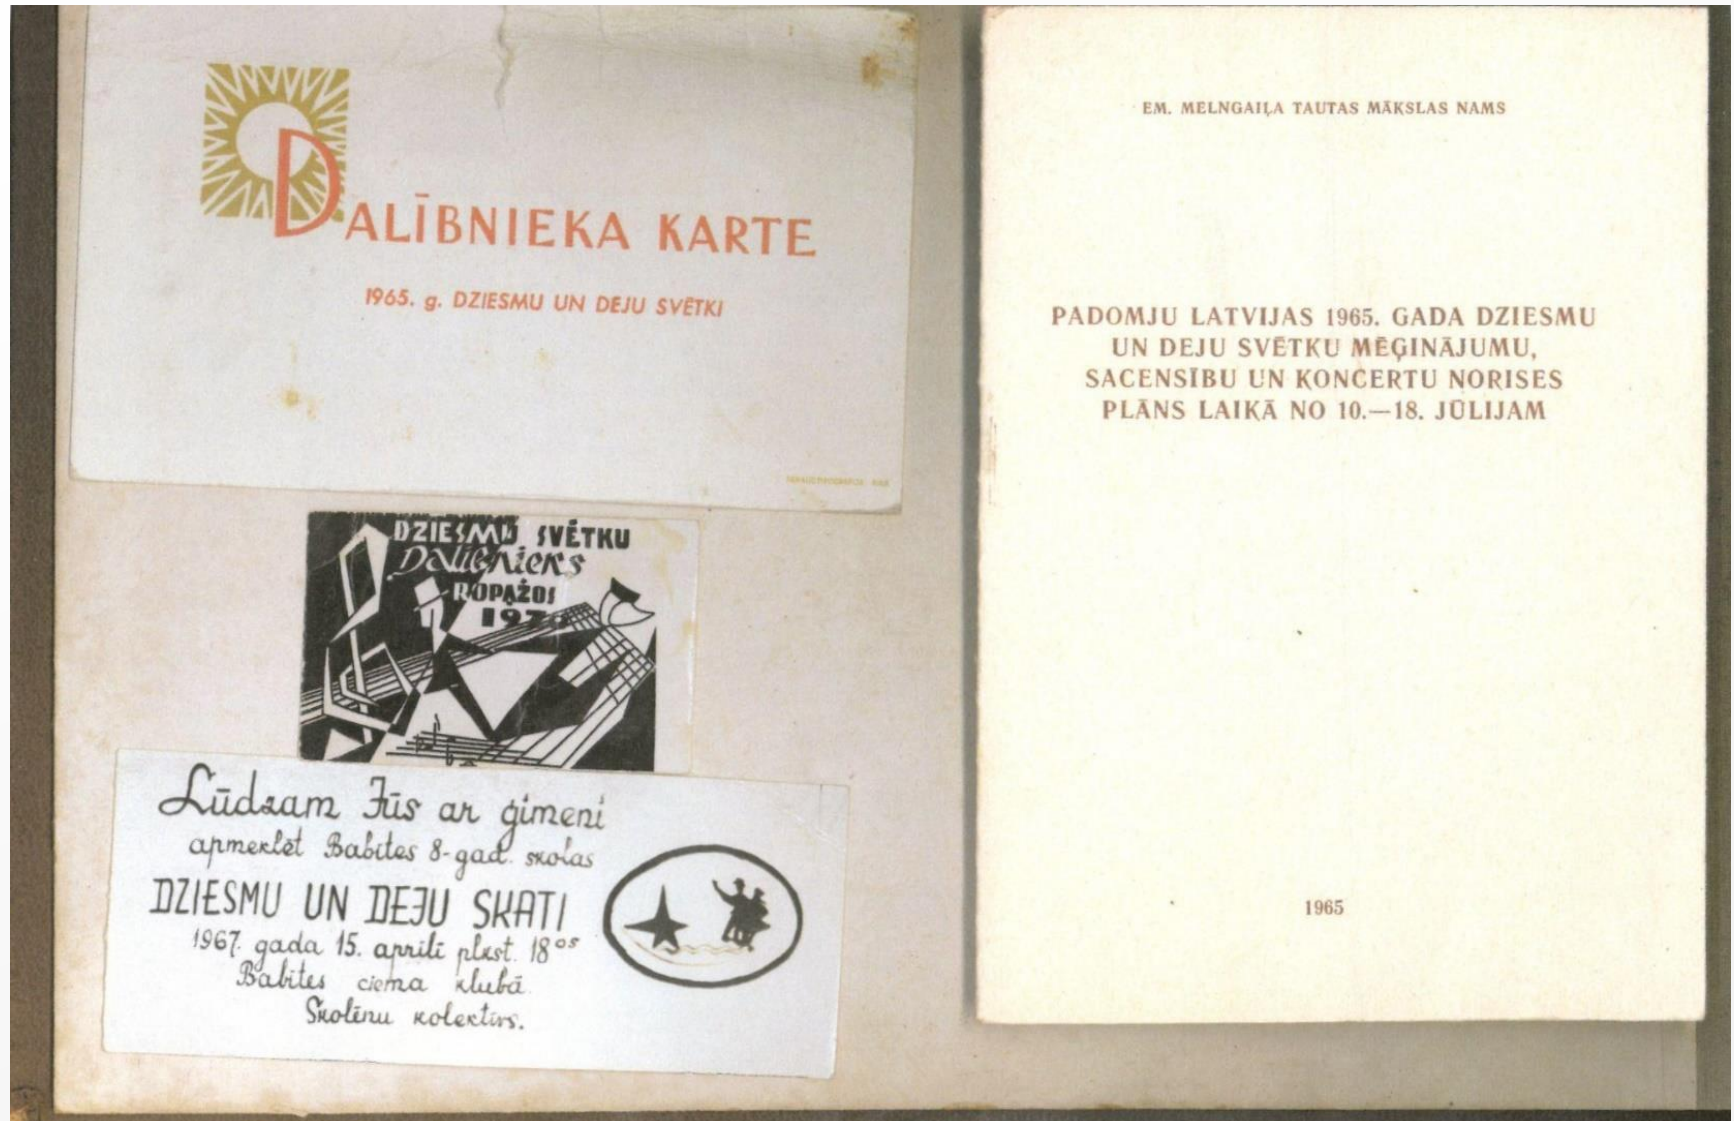 DALĪBNIEKA KARTE
1965. g. DZIESMU UN DEJU SVĒTKI
DZIESMU SVĒTKU
Dalībnieks
ROPAŽOS
Lūdzam Jūs ar ģimeni
apmeklēt Babītes 8-gad. skolas
DZIESMU UN DEJU SKATI
1967. gada 15. aprīlī plkst. 18⁰⁰
Babītes ciema klubā.
Skolēnu kolektīvs.
EM. MELNGAIĻA TAUTAS MĀKSLAS NAMS
PADOMJU LATVIJAS 1965. GADA DZIESMU
UN DEJU SVĒTKU MĒĢINĀJUMU,
SACENSĪBU UN KONCERTU NORISES
PLĀNS LAIKĀ NO 10.—18. JŪLIJAM
1965